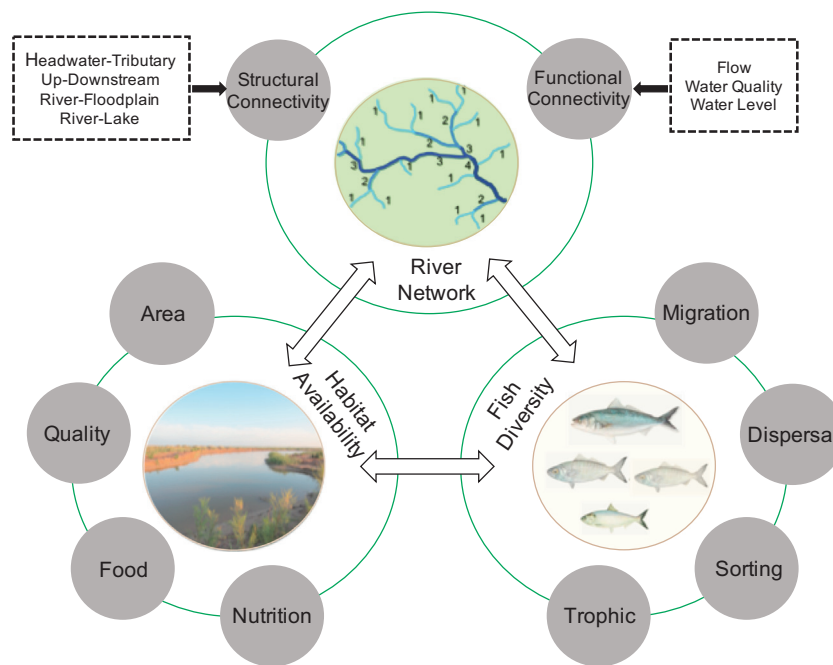 Headwater-Tributary
Up-Downstream
River-Floodplain
River-Lake
Structural
Connectivity
Functional
Connectivity
Flow
Water Quality
Water Level
1
1
1
1
1
1
1
2
2
3
1
3
3
4
1
2
1
1
1
1
2
1
1
1
River
Network
Area
Quality
Food
Nutrition
Habitat
Availability
Fish
Diversity
Migration
Dispersa
Sorting
Trophic